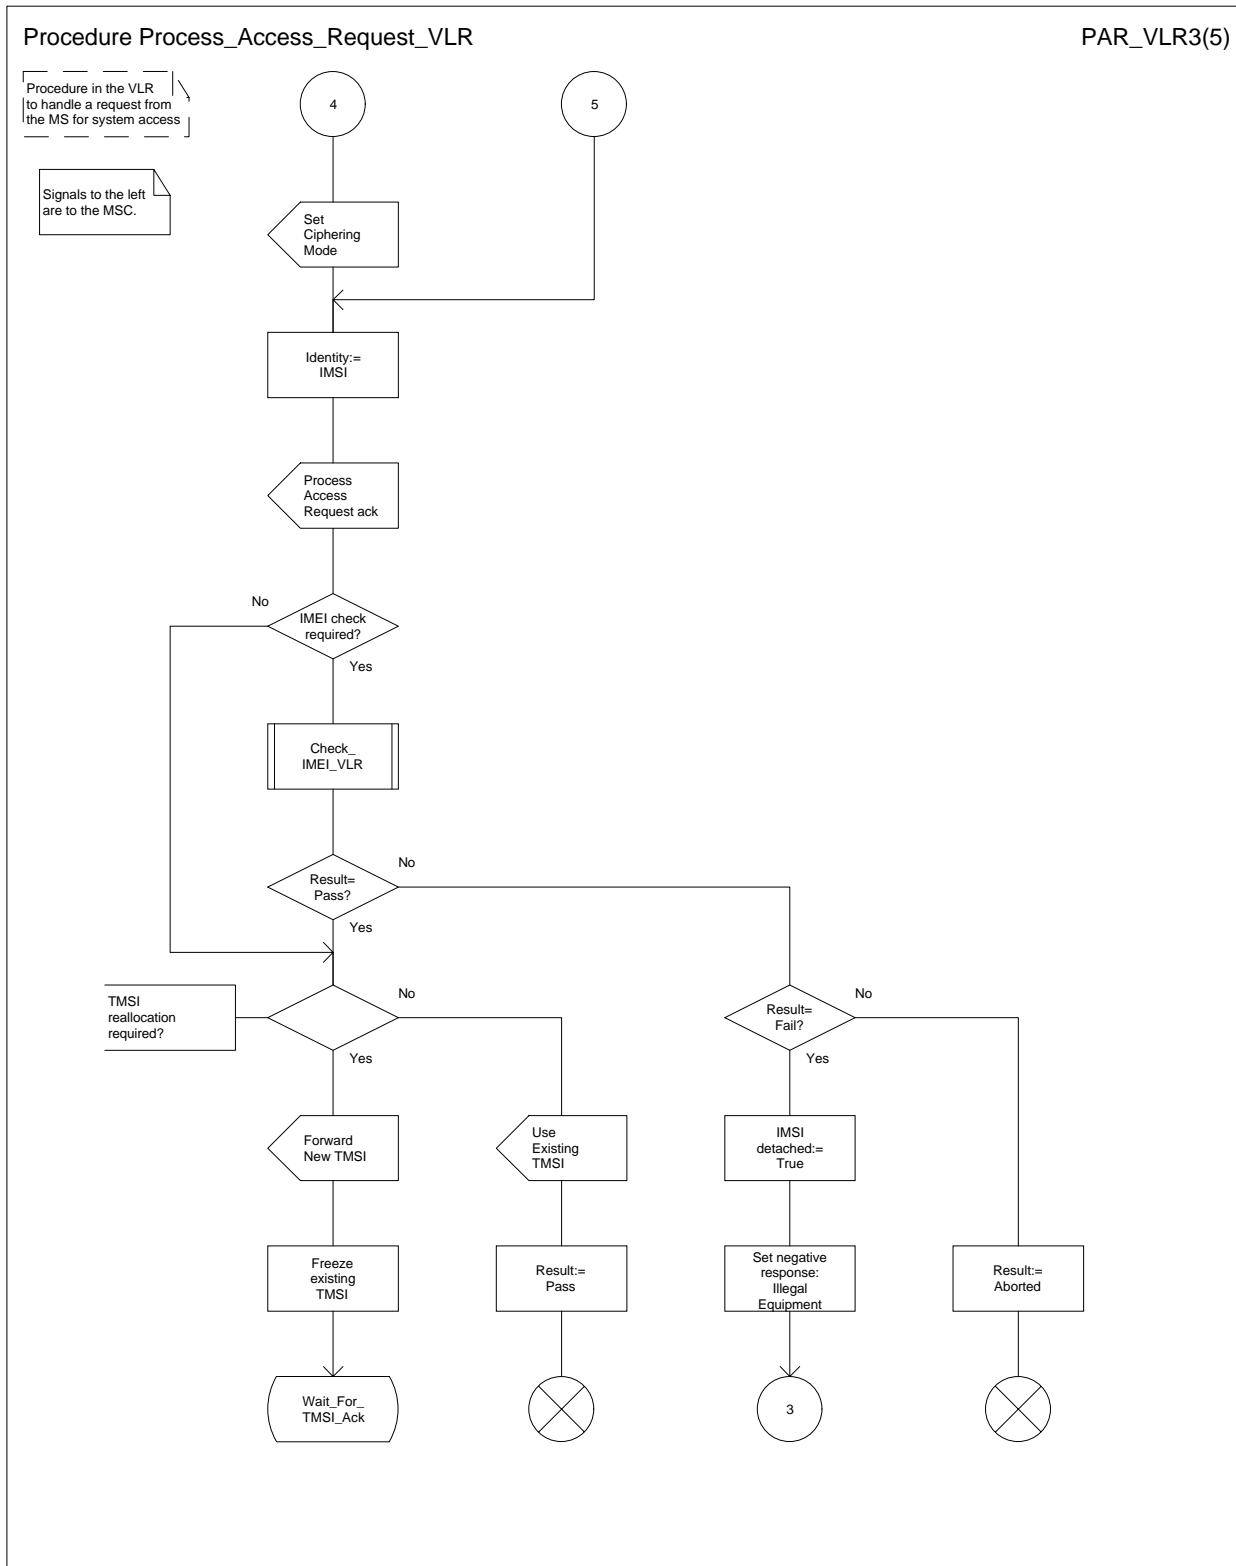 Procedure Process_Access_Request_VLR
PAR_VLR3(5)
Procedure in the VLR
to handle a request from
the MS for system access
4
5
Signals to the left
are to the MSC.
Set
Ciphering
Mode
Identity:=
IMSI
Process
Access
Request ack
No
IMEI check
required?
Yes
Check_
IMEI_VLR
No
Result=
Pass?
Yes
TMSI
reallocation
required?
No
Yes
Result=
Fail?
No
Yes
Forward
New TMSI
Use
Existing
TMSI
IMSI
detached:=
True
Freeze
existing
TMSI
Result:=
Pass
Set negative
response:
Illegal
Equipment
Result:=
Aborted
Wait_For_
TMSI_Ack
3